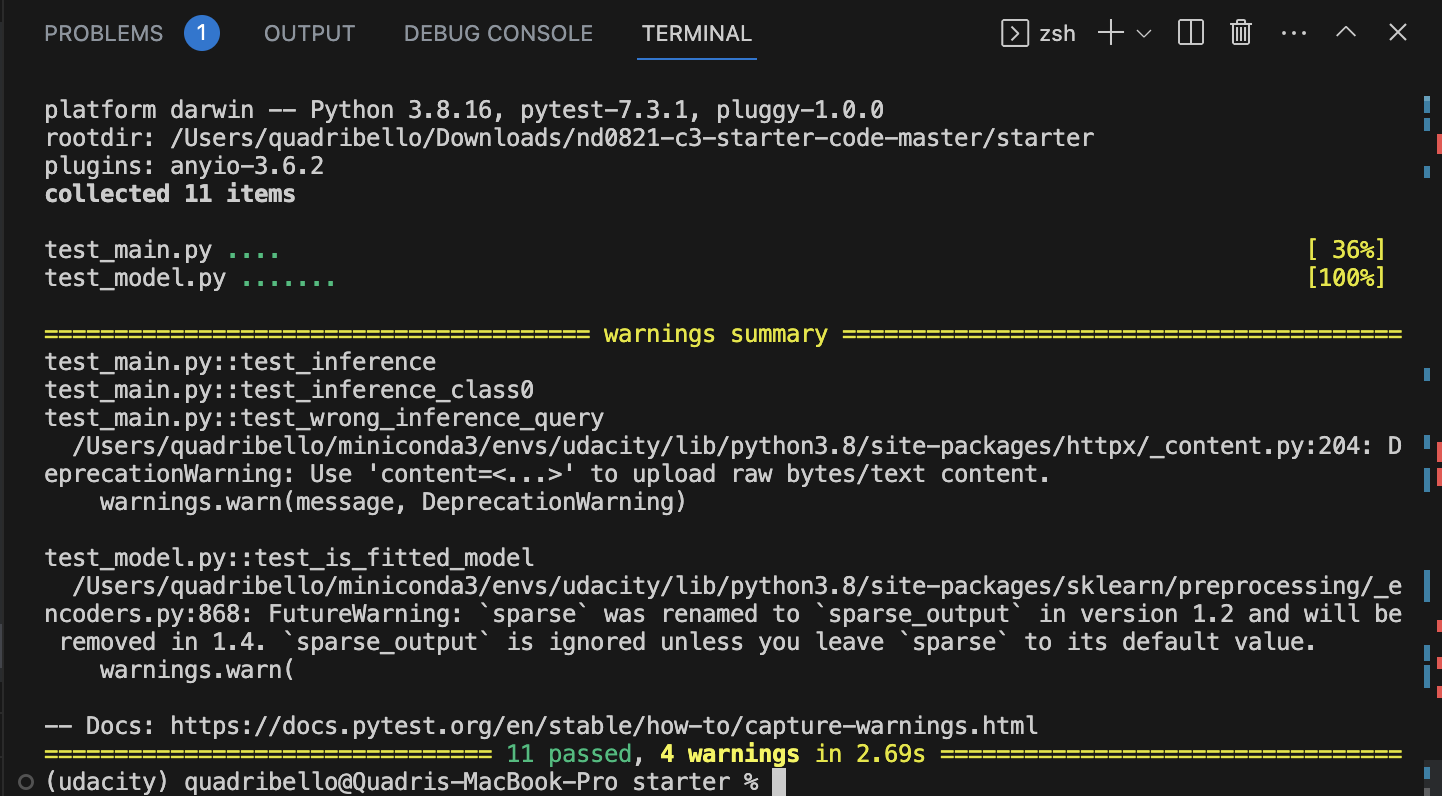 PROBLEMS 1 OUTPUT DEBUG CONSOLE TERMINAL zsh
platform darwin -- Python 3.8.16, pytest-7.3.1, pluggy-1.0.0
rootdir: /Users/quadribello/Downloads/nd0821-c3-starter-code-master/starter
plugins: anyio-3.6.2
collected 11 items
test_main.py .... [ 36%]
test_model.py ....... [100%]
======================================= warnings summary ========================================
test_main.py::test_inference
test_main.py::test_inference_class0
test_main.py::test_wrong_inference_query
  /Users/quadribello/miniconda3/envs/udacity/lib/python3.8/site-packages/httpx/_content.py:204: D
eprecationWarning: Use 'content=<...>' to upload raw bytes/text content.
    warnings.warn(message, DeprecationWarning)
test_model.py::test_is_fitted_model
  /Users/quadribello/miniconda3/envs/udacity/lib/python3.8/site-packages/sklearn/preprocessing/_e
ncoders.py:868: FutureWarning: `sparse` was renamed to `sparse_output` in version 1.2 and will be
 removed in 1.4. `sparse_output` is ignored unless you leave `sparse` to its default value.
    warnings.warn(
-- Docs: https://docs.pytest.org/en/stable/how-to/capture-warnings.html
================================ 11 passed, 4 warnings in 2.69s =================================
(udacity) quadribello@Quadris-MacBook-Pro starter %